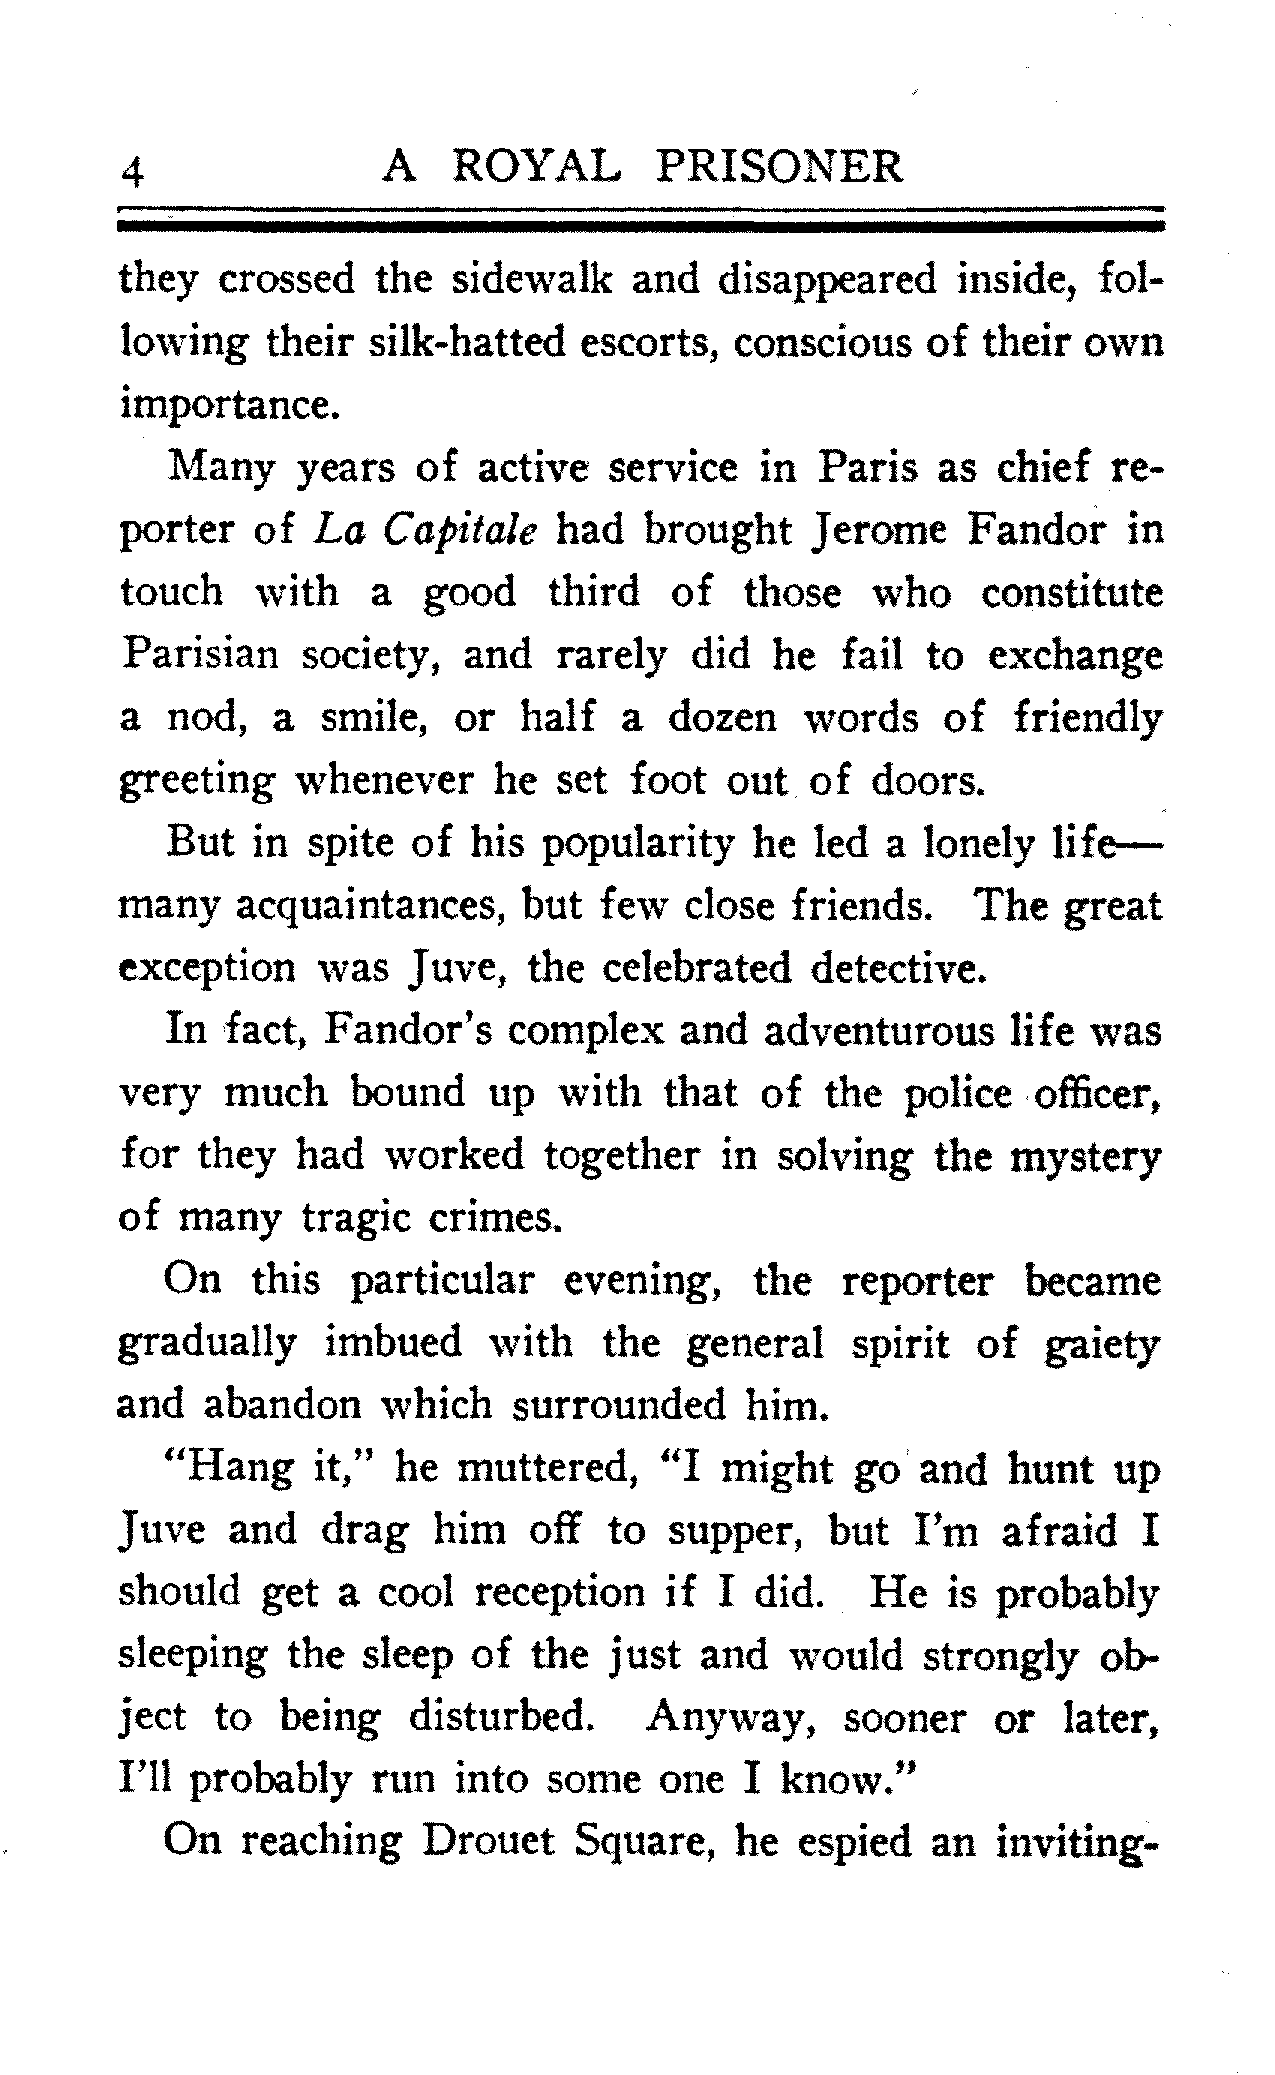 4 A ROYAL PRISONER
they crossed the sidewalk and disappeared inside, fol-
lowing their silk-hatted escorts, conscious of their own
importance.
Many years of active service in Paris as chief re-
porter of La Capitale had brought Jerome Fandor in
touch with a good third of those who constitute
Parisian society, and rarely did he fail to exchange
a nod, a smile, or half a dozen words of friendly
greeting whenever he set foot out of doors.
But in spite of his popularity he led a lonely life—
many acquaintances, but few close friends. The great
exception was Juve, the celebrated detective.
In fact, Fandor's complex and adventurous life was
very much bound up with that of the police officer,
for they had worked together in solving the mystery
of many tragic crimes.
On this particular evening, the reporter became
gradually imbued with the general spirit of gaiety
and abandon which surrounded him.
“Hang it,” he muttered, “I might go and hunt up
Juve and drag him off to supper, but I'm afraid I
should get a cool reception if I did. He is probably
sleeping the sleep of the just and would strongly ob-
ject to being disturbed. Anyway, sooner or later,
I'll probably run into some one I know.”
On reaching Drouet Square, he espied an inviting-